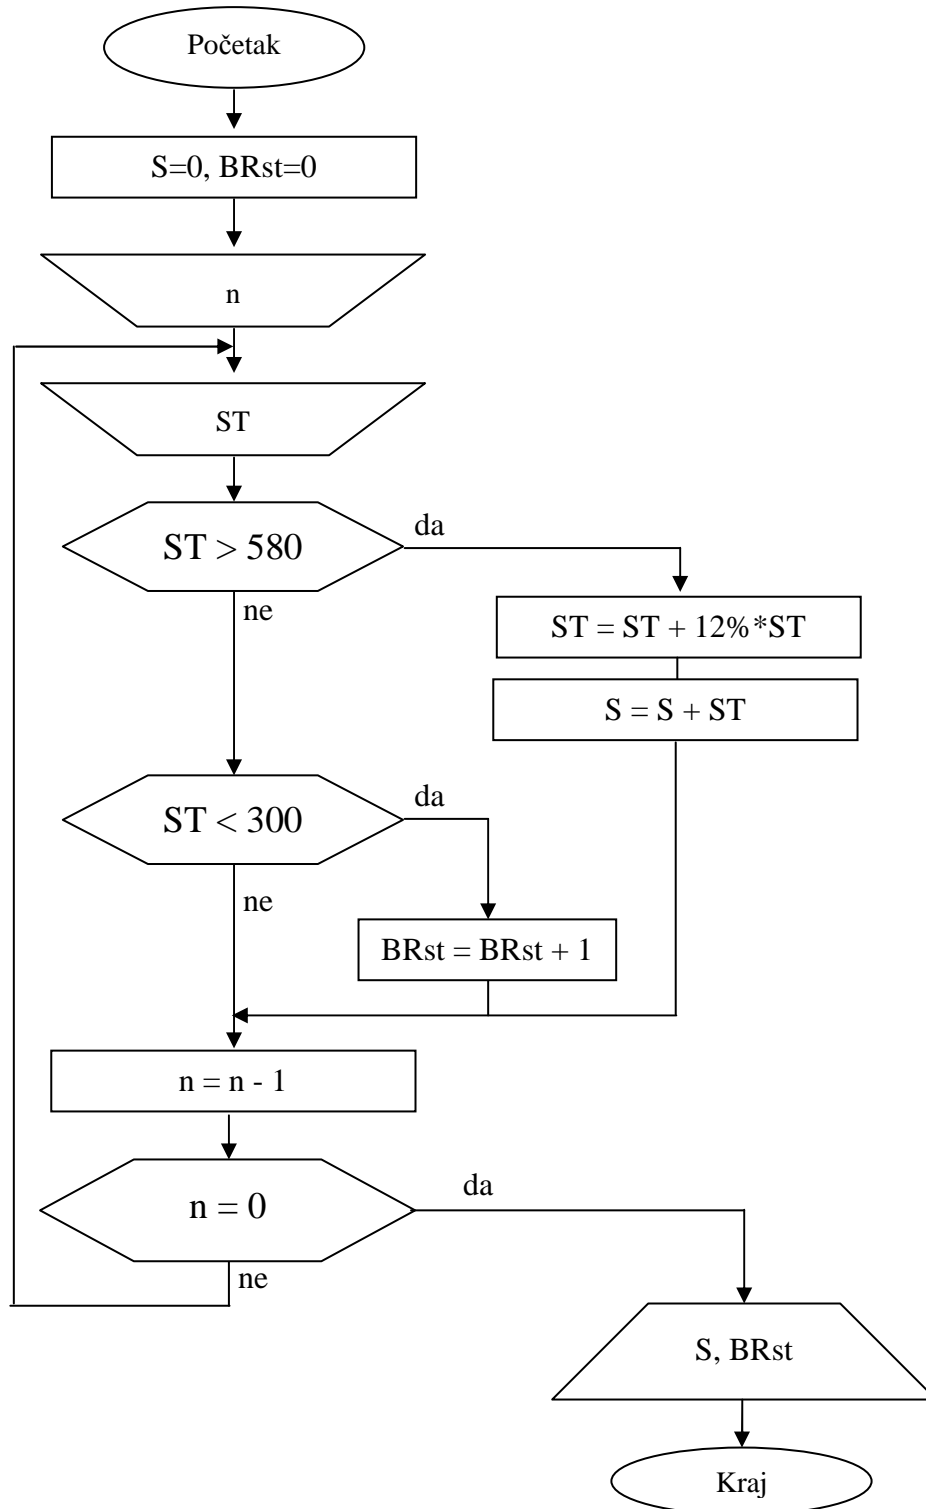 Početak
S=0, BRst=0
n
ST
ST > 580
da
ne
ST = ST + 12%*ST
S = S + ST
ST < 300
da
ne
BRst = BRst + 1
n = n - 1
n = 0
da
ne
S, BRst
Kraj